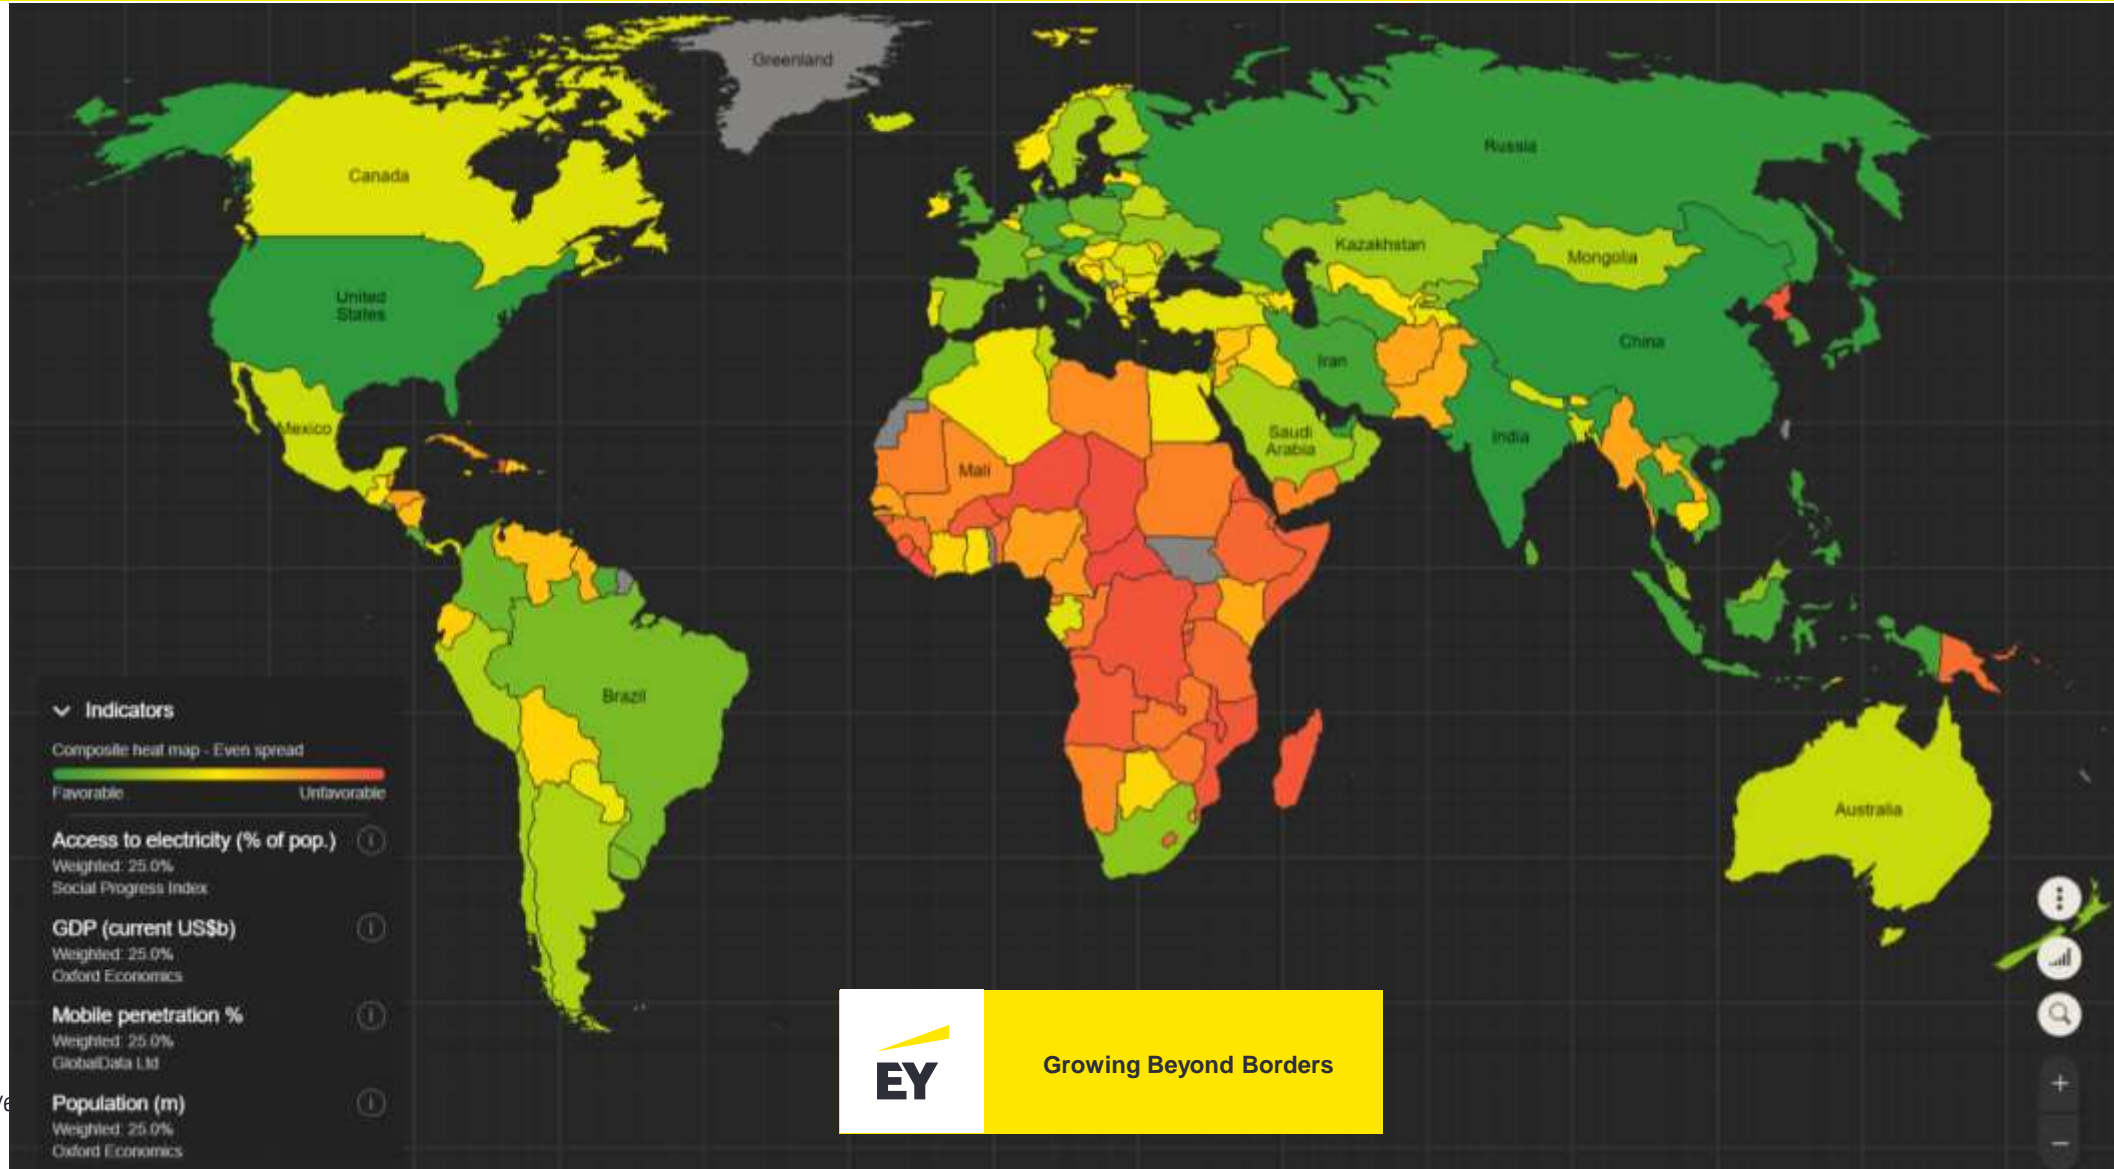 Greenland
Russia
Canada
Kazakhstan
Mongolia
United
States
China
Iran
Mexico
India
Saudi
Arabia
Mali
Brazil
Australia
Indicators
Composite heat map - Even spread
Favorable Unfavorable
Access to electricity (% of pop.)
Weighted: 25.0%
Social Progress Index
GDP (current US$b)
Weighted: 25.0%
Oxford Economics
Mobile penetration %
Weighted: 25.0%
GlobalData Ltd
Population (m)
Weighted: 25.0%
Oxford Economics
EY
Growing Beyond Borders